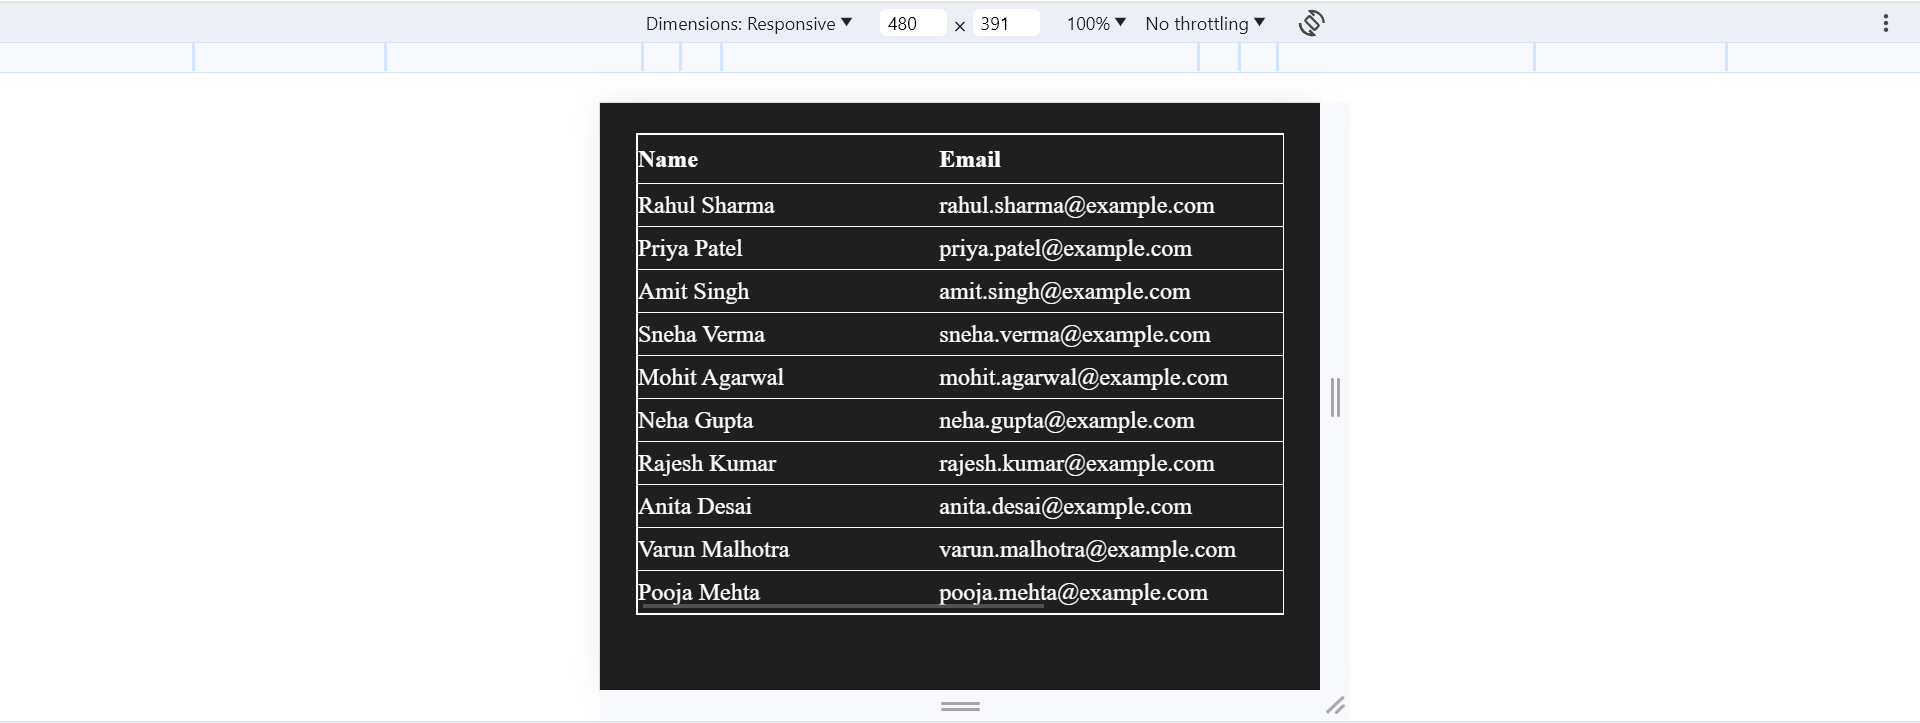 Dimensions: Responsive 480 × 391 100% No throttling
Name Email
Rahul Sharma rahul.sharma@example.com
Priya Patel priya.patel@example.com
Amit Singh amit.singh@example.com
Sneha Verma sneha.verma@example.com
Mohit Agarwal mohit.agarwal@example.com
Neha Gupta neha.gupta@example.com
Rajesh Kumar rajesh.kumar@example.com
Anita Desai anita.desai@example.com
Varun Malhotra varun.malhotra@example.com
Pooja Mehta pooja.mehta@example.com